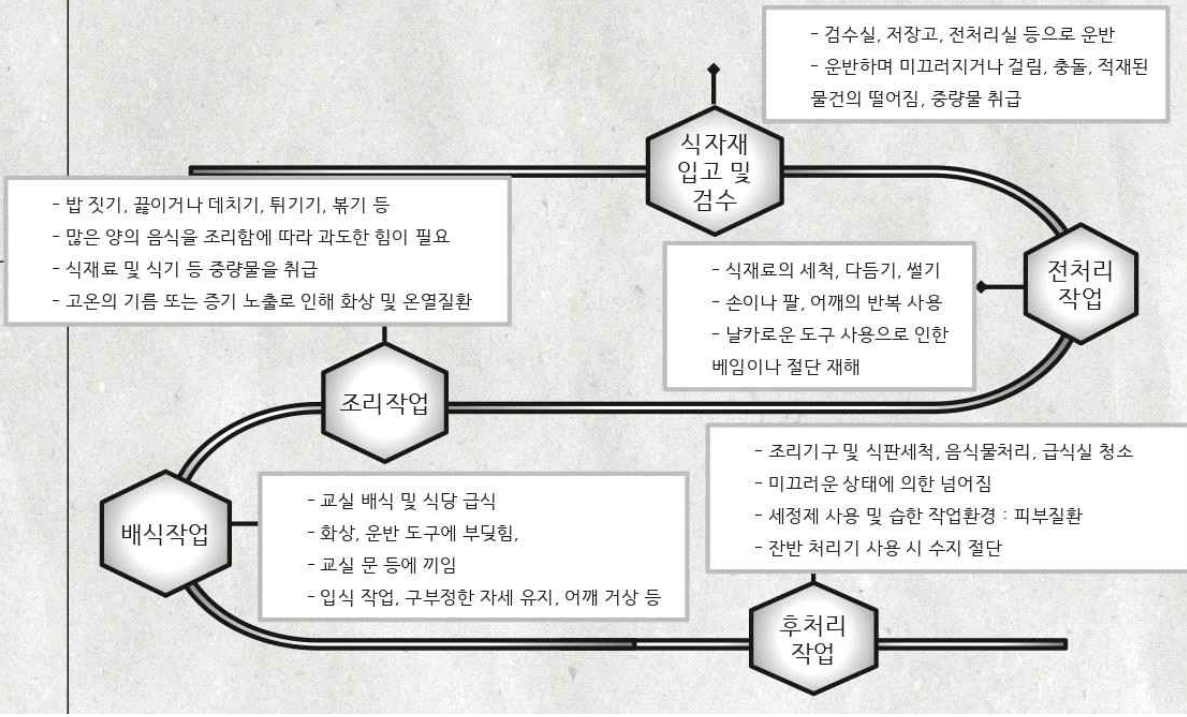 - 검수실, 저장고, 전처리실 등으로 운반
- 운반하며 미끄러지거나 걸림, 충돌, 적재된
물건의 떨어짐, 중량물 취급
식자재
입고 및
검수
- 식재료의 세척, 다듬기, 썰기
- 손이나 팔, 어깨의 반복 사용
- 날카로운 도구 사용으로 인한
베임이나 절단 재해
전처리
작업
- 밥 짓기, 끓이거나 데치기, 튀기기, 볶기 등
- 많은 양의 음식을 조리함에 따라 과도한 힘이 필요
- 식재료 및 식기 등 중량물을 취급
- 고온의 기름 또는 증기 노출로 인해 화상 및 온열질환
조리작업
배식작업
- 교실 배식 및 식당 급식
- 화상, 운반 도구에 부딪힘,
- 교실 문 등에 끼임
- 입식 작업, 구부정한 자세 유지, 어깨 거상 등
- 조리기구 및 식판세척, 음식물처리, 급식실 청소
- 미끄러운 상태에 의한 넘어짐
- 세정제 사용 및 습한 작업환경 : 피부질환
- 잔반 처리기 사용 시 수지 절단
후처리
작업